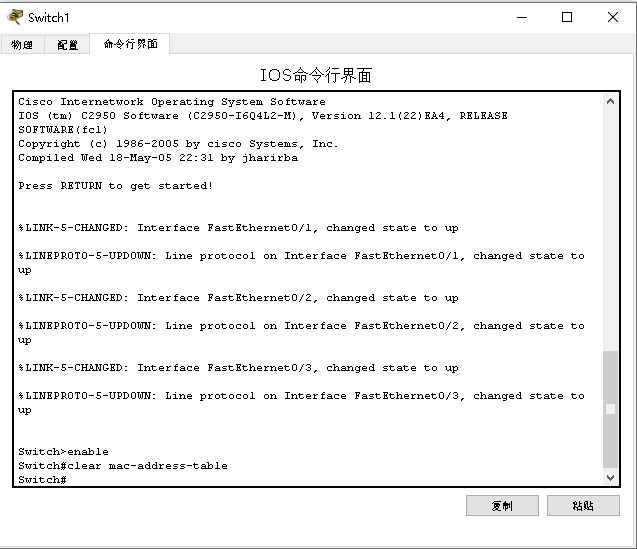 Switch1
物理 配置 命令行界面
IOS命令行界面
Cisco Internetwork Operating System Software
IOS (tm) C2950 Software (C2950-I6Q4L2-M), Version 12.1(22)EA4, RELEASE
SOFTWARE(fc1)
Copyright (c) 1986-2005 by cisco Systems, Inc.
Compiled Wed 18-May-05 22:31 by jharirba
Press RETURN to get started!
%LINK-5-CHANGED: Interface FastEthernet0/1, changed state to up
%LINEPROTO-5-UPDOWN: Line protocol on Interface FastEthernet0/1, changed state to
up
%LINK-5-CHANGED: Interface FastEthernet0/2, changed state to up
%LINEPROTO-5-UPDOWN: Line protocol on Interface FastEthernet0/2, changed state to
up
%LINK-5-CHANGED: Interface FastEthernet0/3, changed state to up
%LINEPROTO-5-UPDOWN: Line protocol on Interface FastEthernet0/3, changed state to
up
Switch>enable
Switch#clear mac-address-table
Switch#
复制 粘贴